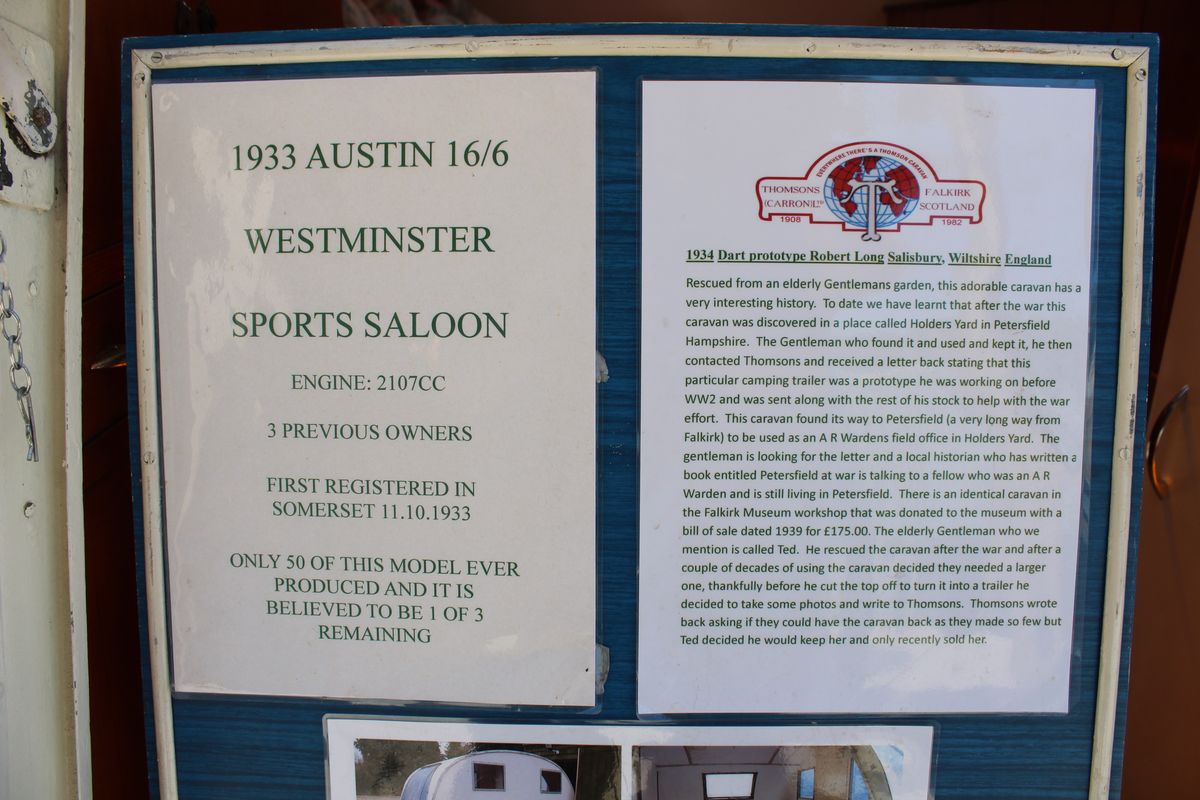 1933 AUSTIN 16/6
WESTMINSTER
SPORTS SALOON
ENGINE: 2107CC
3 PREVIOUS OWNERS
FIRST REGISTERED IN
SOMERSET 11.10.1933
ONLY 50 OF THIS MODEL EVER
PRODUCED AND IT IS
BELIEVED TO BE 1 OF 3
REMAINING
EVERYWHERE THERE'S A THOMSON CARAVAN
THOMSONS
(CARRON)LTD
1908
T
FALKIRK
SCOTLAND
1982
1934 Dart prototype Robert Long Salisbury, Wiltshire England
Rescued from an elderly Gentlemans garden, this adorable caravan has a
very interesting history. To date we have learnt that after the war this
caravan was discovered in a place called Holders Yard in Petersfield
Hampshire. The Gentleman who found it and used and kept it, he then
contacted Thomsons and received a letter back stating that this
particular camping trailer was a prototype he was working on before
WW2 and was sent along with the rest of his stock to help with the war
effort. This caravan found its way to Petersfield (a very long way from
Falkirk) to be used as an A R Wardens field office in Holders Yard. The
gentleman is looking for the letter and a local historian who has written a
book entitled Petersfield at war is talking to a fellow who was an A R
Warden and is still living in Petersfield. There is an identical caravan in
the Falkirk Museum workshop that was donated to the museum with a
bill of sale dated 1939 for £175.00. The elderly Gentleman who we
mention is called Ted. He rescued the caravan after the war and after a
couple of decades of using the caravan decided they needed a larger
one, thankfully before he cut the top off to turn it into a trailer he
decided to take some photos and write to Thomsons. Thomsons wrote
back asking if they could have the caravan back as they made so few but
Ted decided he would keep her and only recently sold her.